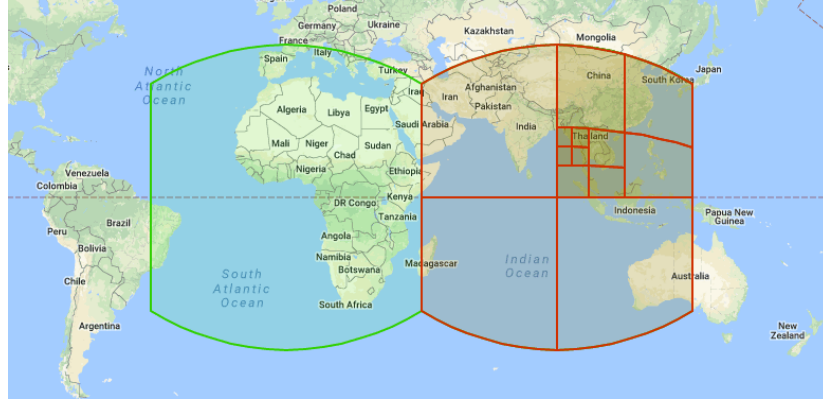 Poland
Germany
Ukraine
Kazakhstan
Mongolia
France
Italy
Spain
Turkey
North
Atlantic
Ocean
Iraq
Iran
Afghanistan
Pakistan
China
South Korea
Japan
Algeria
Libya
Egypt
Saudi Arabia
India
Thailand
Mali
Niger
Chad
Sudan
Nigeria
Ethiopia
Venezuela
Colombia
DR Congo
Kenya
Tanzania
Indonesia
Papua New
Guinea
Brazil
Peru
Bolivia
Angola
Namibia
Botswana
Madagascar
Indian
Ocean
South
Atlantic
Ocean
Chile
South Africa
Australia
Argentina
New
Zealand